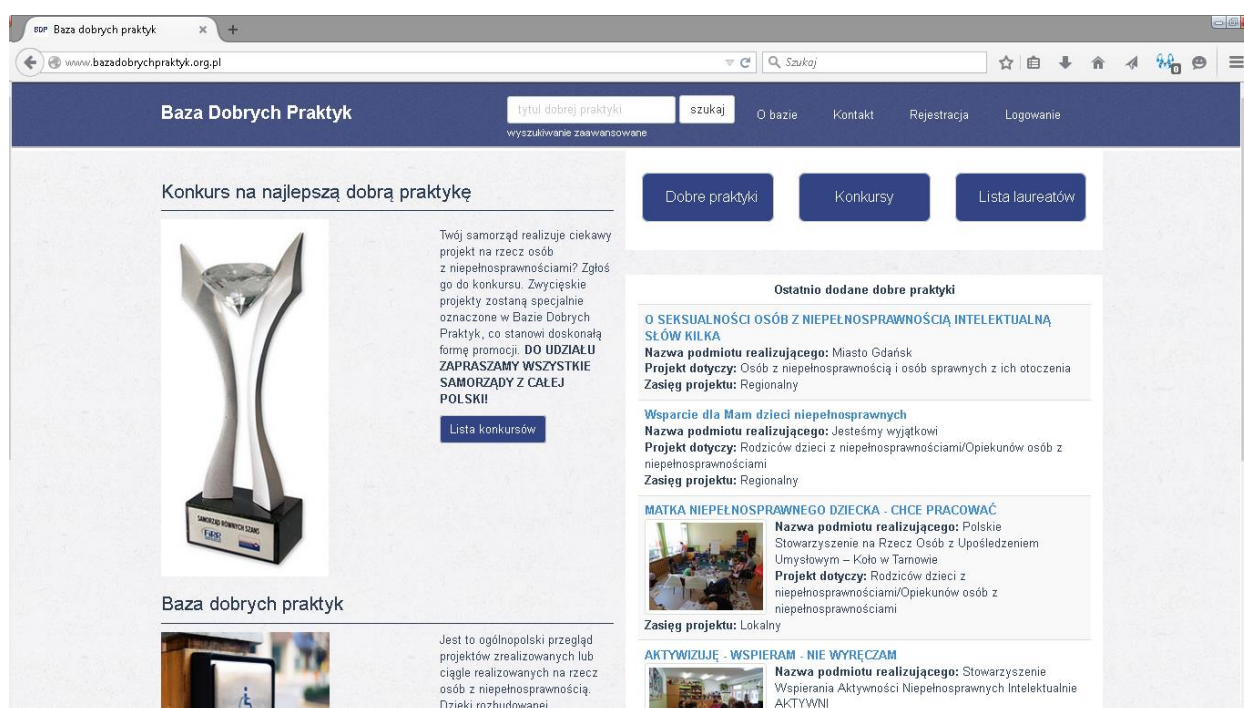 BDP Baza dobrych praktyk
www.bazadobrychpraktyk.org.pl
Szukaj
0
Baza Dobrych Praktyk
tytuł dobrej praktyki
szukaj
wyszukiwanie zaawansowane
O bazie
Kontakt
Rejestracja
Logowanie
Konkurs na najlepszą dobrą praktykę
SAMORZĄD RÓWNYCH SZANS
FIRR
Twój samorząd realizuje ciekawy
projekt na rzecz osób
z niepełnosprawnościami? Zgłoś
go do konkursu. Zwycięskie
projekty zostaną specjalnie
oznaczone w Bazie Dobrych
Praktyk, co stanowi doskonałą
formę promocji. DO UDZIAŁU
ZAPRASZAMY WSZYSTKIE
SAMORZĄDY Z CAŁEJ
POLSKI!
Lista konkursów
Baza dobrych praktyk
Jest to ogólnopolski przegląd
projektów zrealizowanych lub
ciągle realizowanych na rzecz
osób z niepełnosprawnością.
Dzięki rozbudowanej
Dobre praktyki
Konkursy
Lista laureatów
Ostatnio dodane dobre praktyki
O SEKSUALNOŚCI OSÓB Z NIEPEŁNOSPRAWNOŚCIĄ INTELEKTUALNĄ
SŁÓW KILKA
Nazwa podmiotu realizującego: Miasto Gdańsk
Projekt dotyczy: Osób z niepełnosprawnością i osób sprawnych z ich otoczenia
Zasięg projektu: Regionalny
Wsparcie dla Mam dzieci niepełnosprawnych
Nazwa podmiotu realizującego: Jesteśmy wyjątkowi
Projekt dotyczy: Rodziców dzieci z niepełnosprawnościami/Opiekunów osób z
niepełnosprawnościami
Zasięg projektu: Regionalny
MATKA NIEPEŁNOSPRAWNEGO DZIECKA - CHCE PRACOWAĆ
Nazwa podmiotu realizującego: Polskie
Stowarzyszenie na Rzecz Osób z Upośledzeniem
Umysłowym – Koło w Tarnowie
Projekt dotyczy: Rodziców dzieci z
niepełnosprawnościami/Opiekunów osób z
niepełnosprawnościami
Zasięg projektu: Lokalny
AKTYWIZUJĘ - WSPIERAM - NIE WYRĘCZAM
Nazwa podmiotu realizującego: Stowarzyszenie
Wspierania Aktywności Niepełnosprawnych Intelektualnie
AKTYWNI